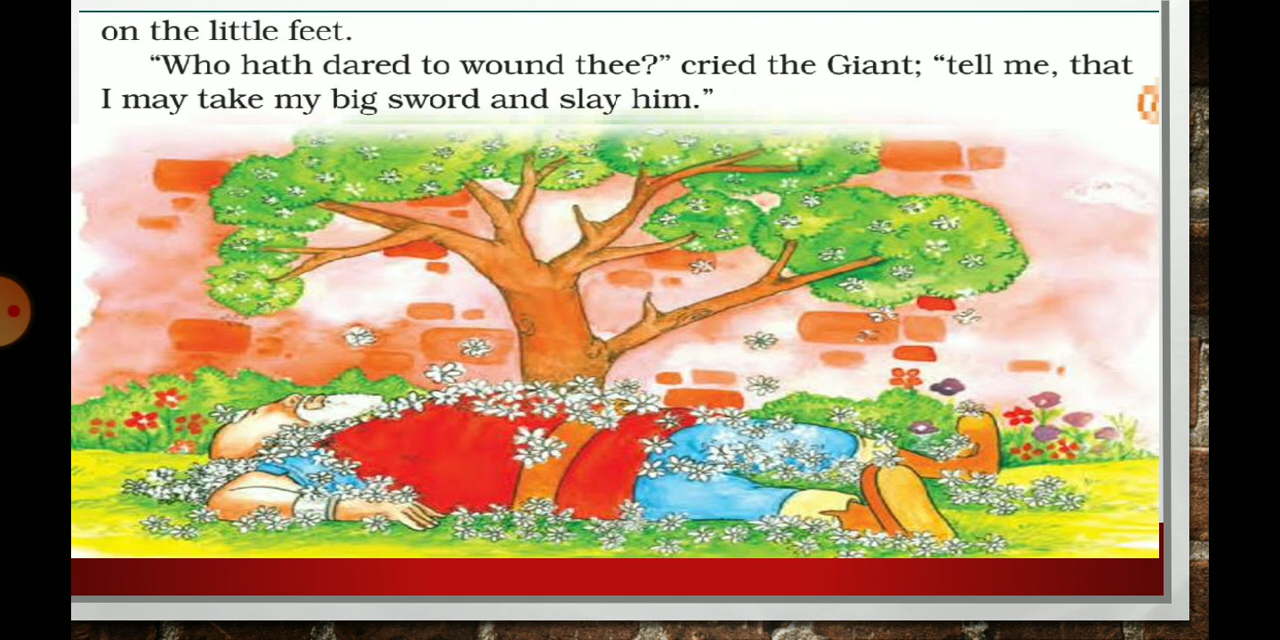 on the little feet.
“Who hath dared to wound thee?” cried the Giant; “tell me, that
I may take my big sword and slay him.”